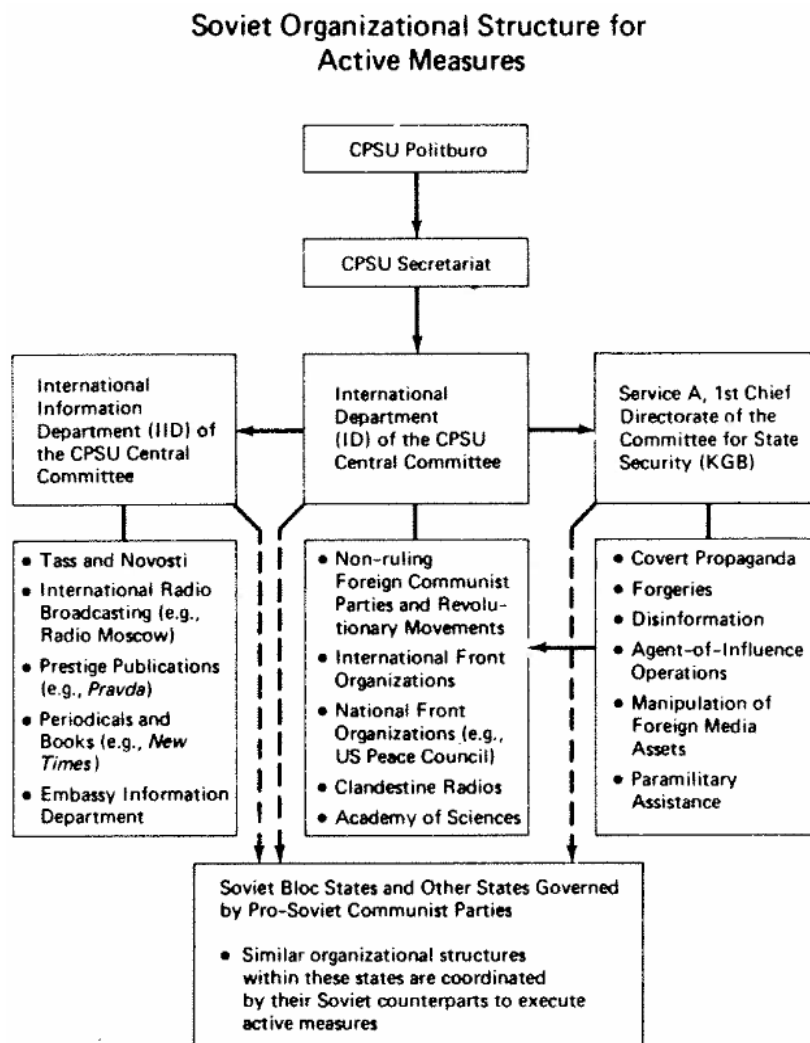 Soviet Organizational Structure for
Active Measures
CPSU Politburo
CPSU Secretariat
International
Information
Department (IID) of
the CPSU Central
Committee
International
Department
(ID) of the CPSU
Central Committee
Service A, 1st Chief
Directorate of the
Committee for State
Security (KGB)
• Tass and Novosti
• International Radio
Broadcasting (e.g.,
Radio Moscow)
• Prestige Publications
(e.g., Pravda)
• Periodicals and
Books (e.g., New
Times)
• Embassy Information
Department
• Non-ruling
Foreign Communist
Parties and Revolu-
tionary Movements
• International Front
Organizations
• National Front
Organizations (e.g.,
US Peace Council)
• Clandestine Radios
• Academy of Sciences
• Covert Propaganda
• Forgeries
• Disinformation
• Agent-of-Influence
Operations
• Manipulation of
Foreign Media
Assets
• Paramilitary
Assistance
Soviet Bloc States and Other States Governed
by Pro-Soviet Communist Parties
• Similar organizational structures
within these states are coordinated
by their Soviet counterparts to execute
active measures